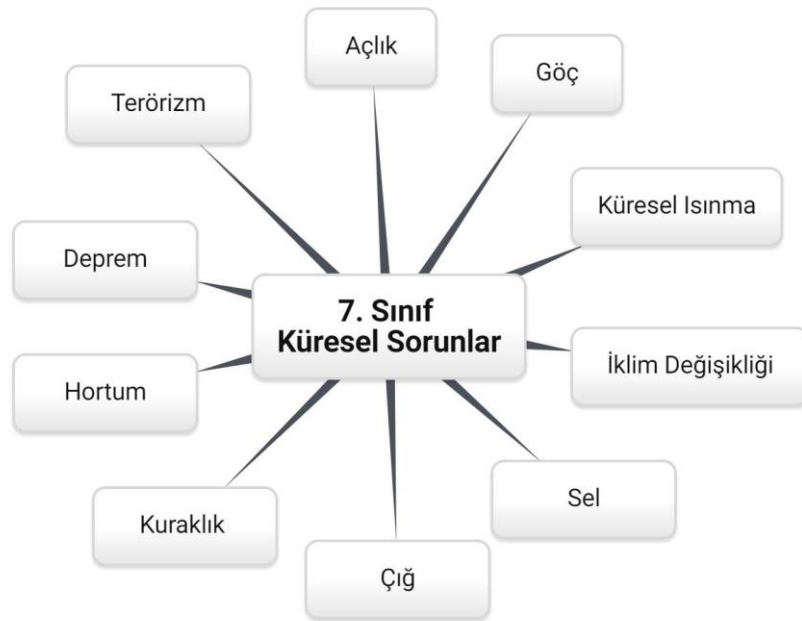 Açlık
Göç
Terörizm
Küresel Isınma
Deprem
7. Sınıf
Küresel Sorunlar
İklim Değişikliği
Hortum
Sel
Kuraklık
Çığ